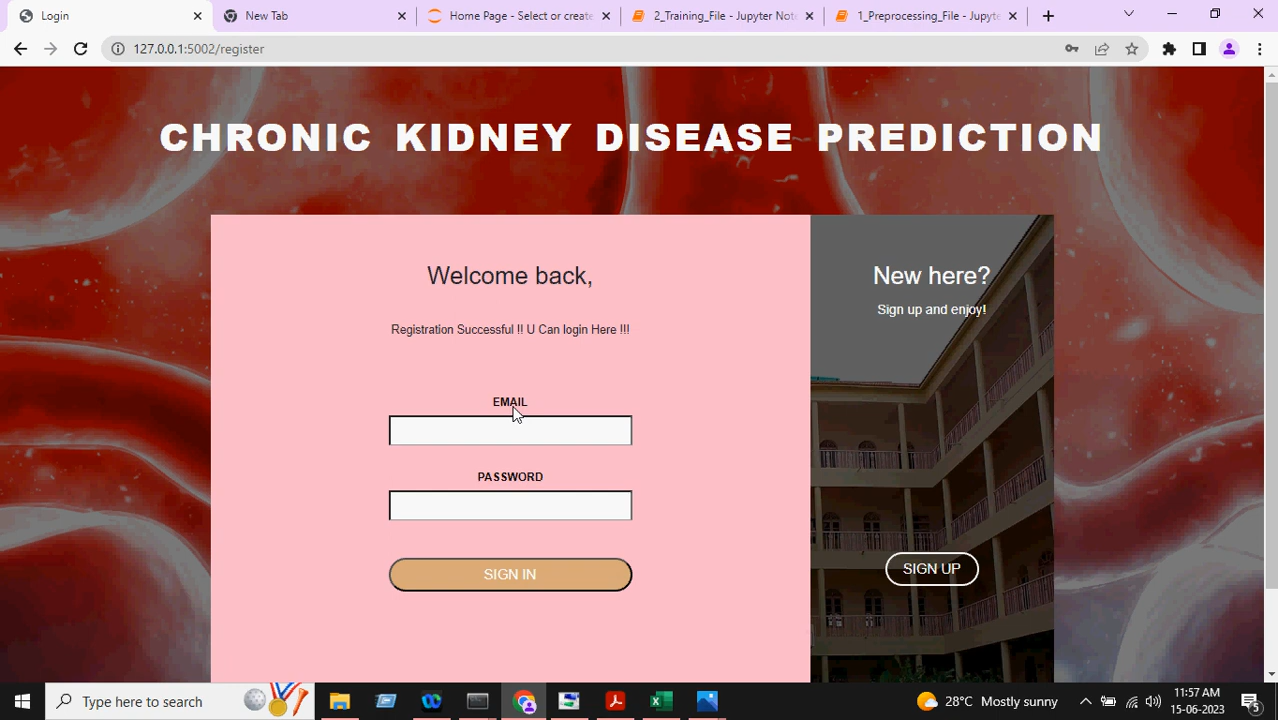 Login
New Tab
Home Page - Select or create
2_Training_File - Jupyter Not
1_Preprocessing_File - Jupyte
127.0.0.1:5002/register
CHRONIC KIDNEY DISEASE PREDICTION
Welcome back,
Registration Successful !! U Can login Here !!!
EMAIL
PASSWORD
SIGN IN
New here?
Sign up and enjoy!
SIGN UP
Type here to search
28°C Mostly sunny
11:57 AM
15-06-2023
5